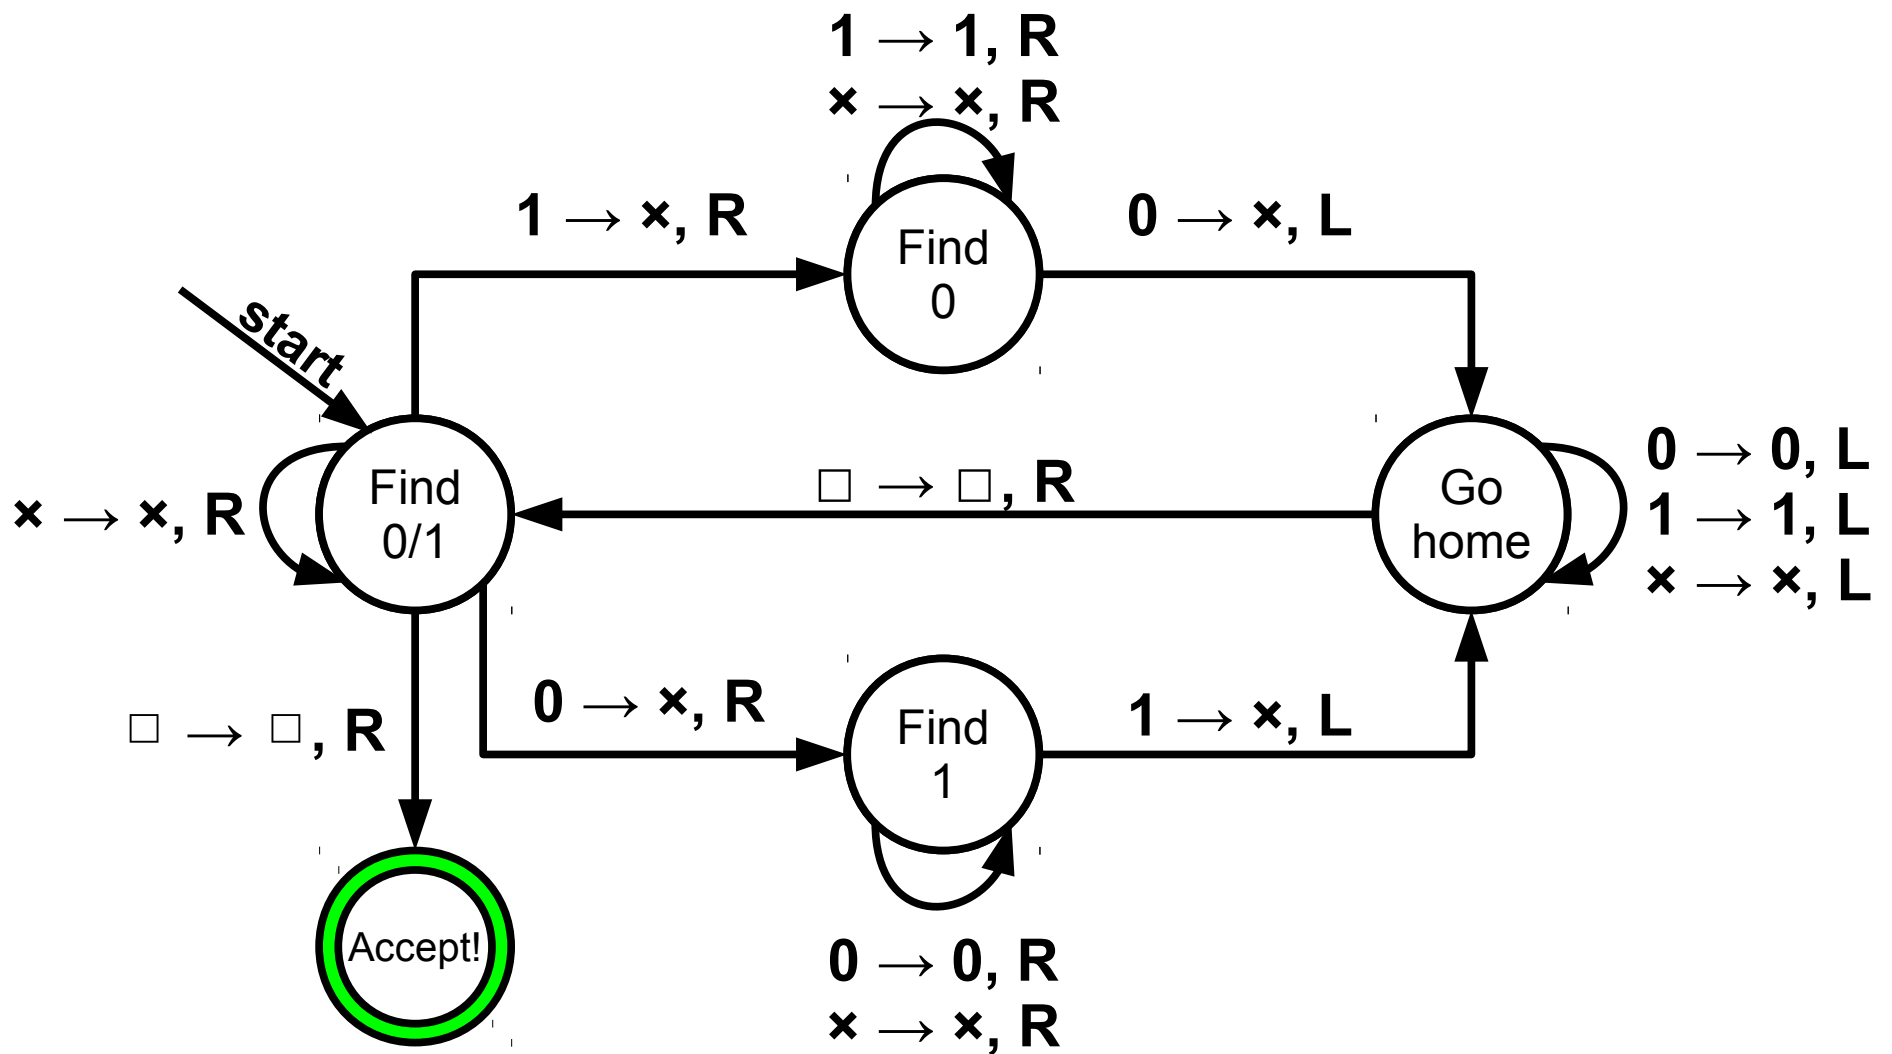 1 → 1, R
× → ×, R
1 → ×, R
Find
0
0 → ×, L
start
Find
0/1
× → ×, R
□ → □, R
Go
home
0 → 0, L
1 → 1, L
× → ×, L
□ → □, R
0 → ×, R
Find
1
1 → ×, L
Accept!
0 → 0, R
× → ×, R